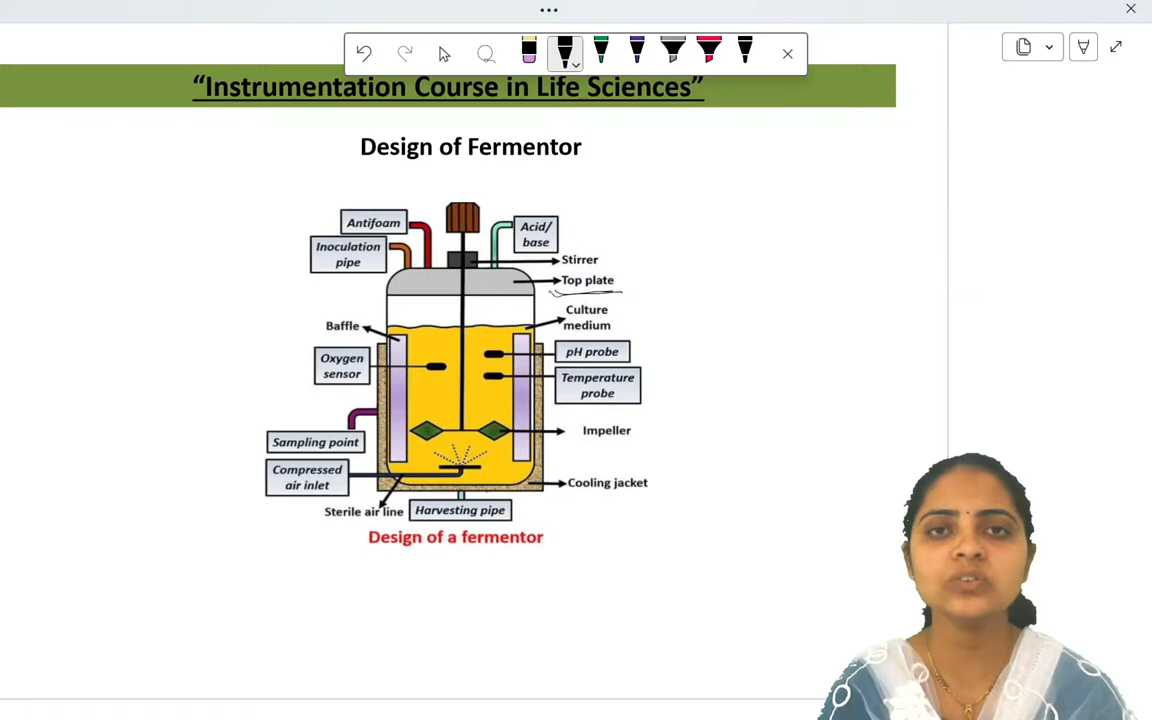 “Instrumentation Course in Life Sciences”
Design of Fermentor
Antifoam
Acid/
base
Inoculation
pipe
Stirrer
Top plate
Culture
medium
Baffle
pH probe
Oxygen
sensor
Temperature
probe
Impeller
Sampling point
Compressed
air inlet
Cooling jacket
Sterile air line
Harvesting pipe
Design of a fermentor